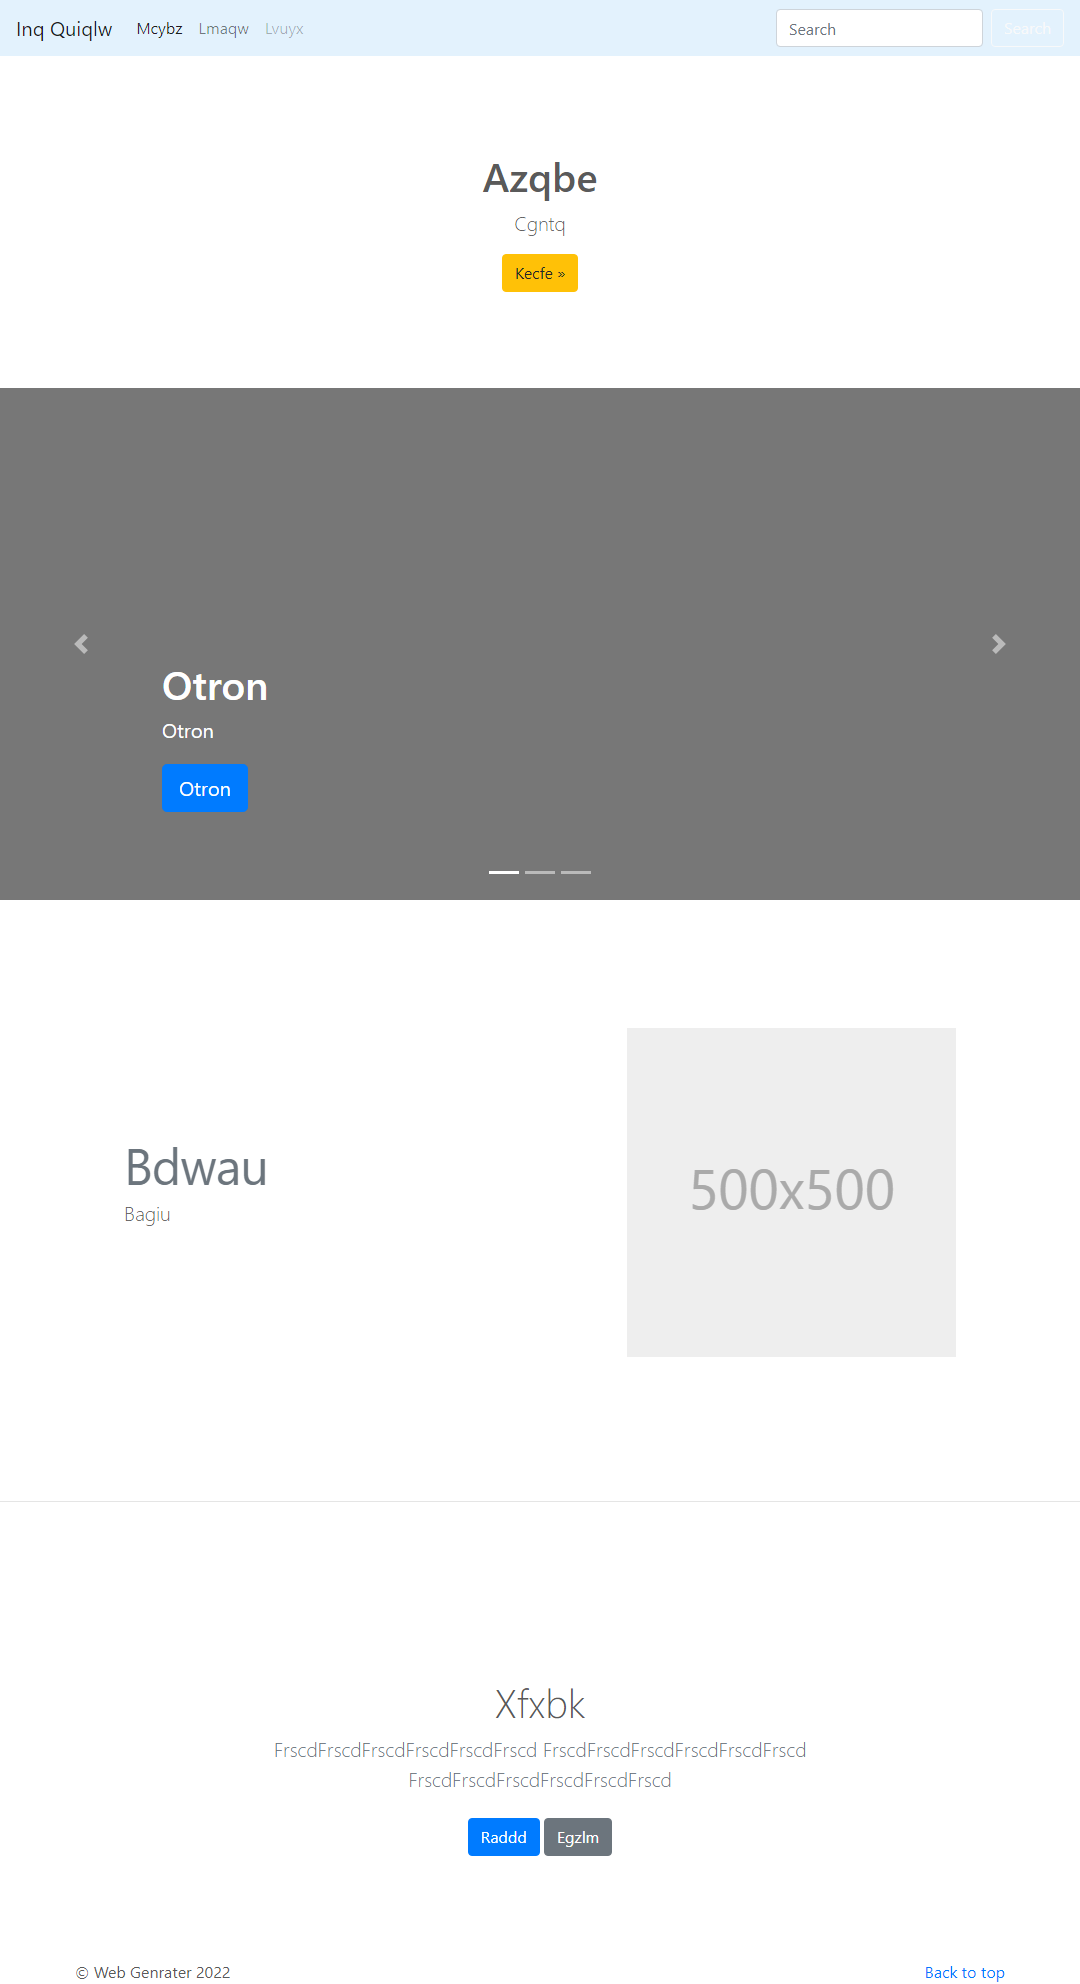 Inq Quiqlw Mcybz Lmaqw Lvuyx Search Search
Azqbe
Cgntq
Kecfe »
Otron
Otron
Otron
Bdwau
Bagiu
500x500
Xfxbk
FrscdFrscdFrscdFrscdFrscdFrscd FrscdFrscdFrscdFrscdFrscdFrscd
FrscdFrscdFrscdFrscdFrscdFrscd
Raddd Egzlm
© Web Genrater 2022 Back to top